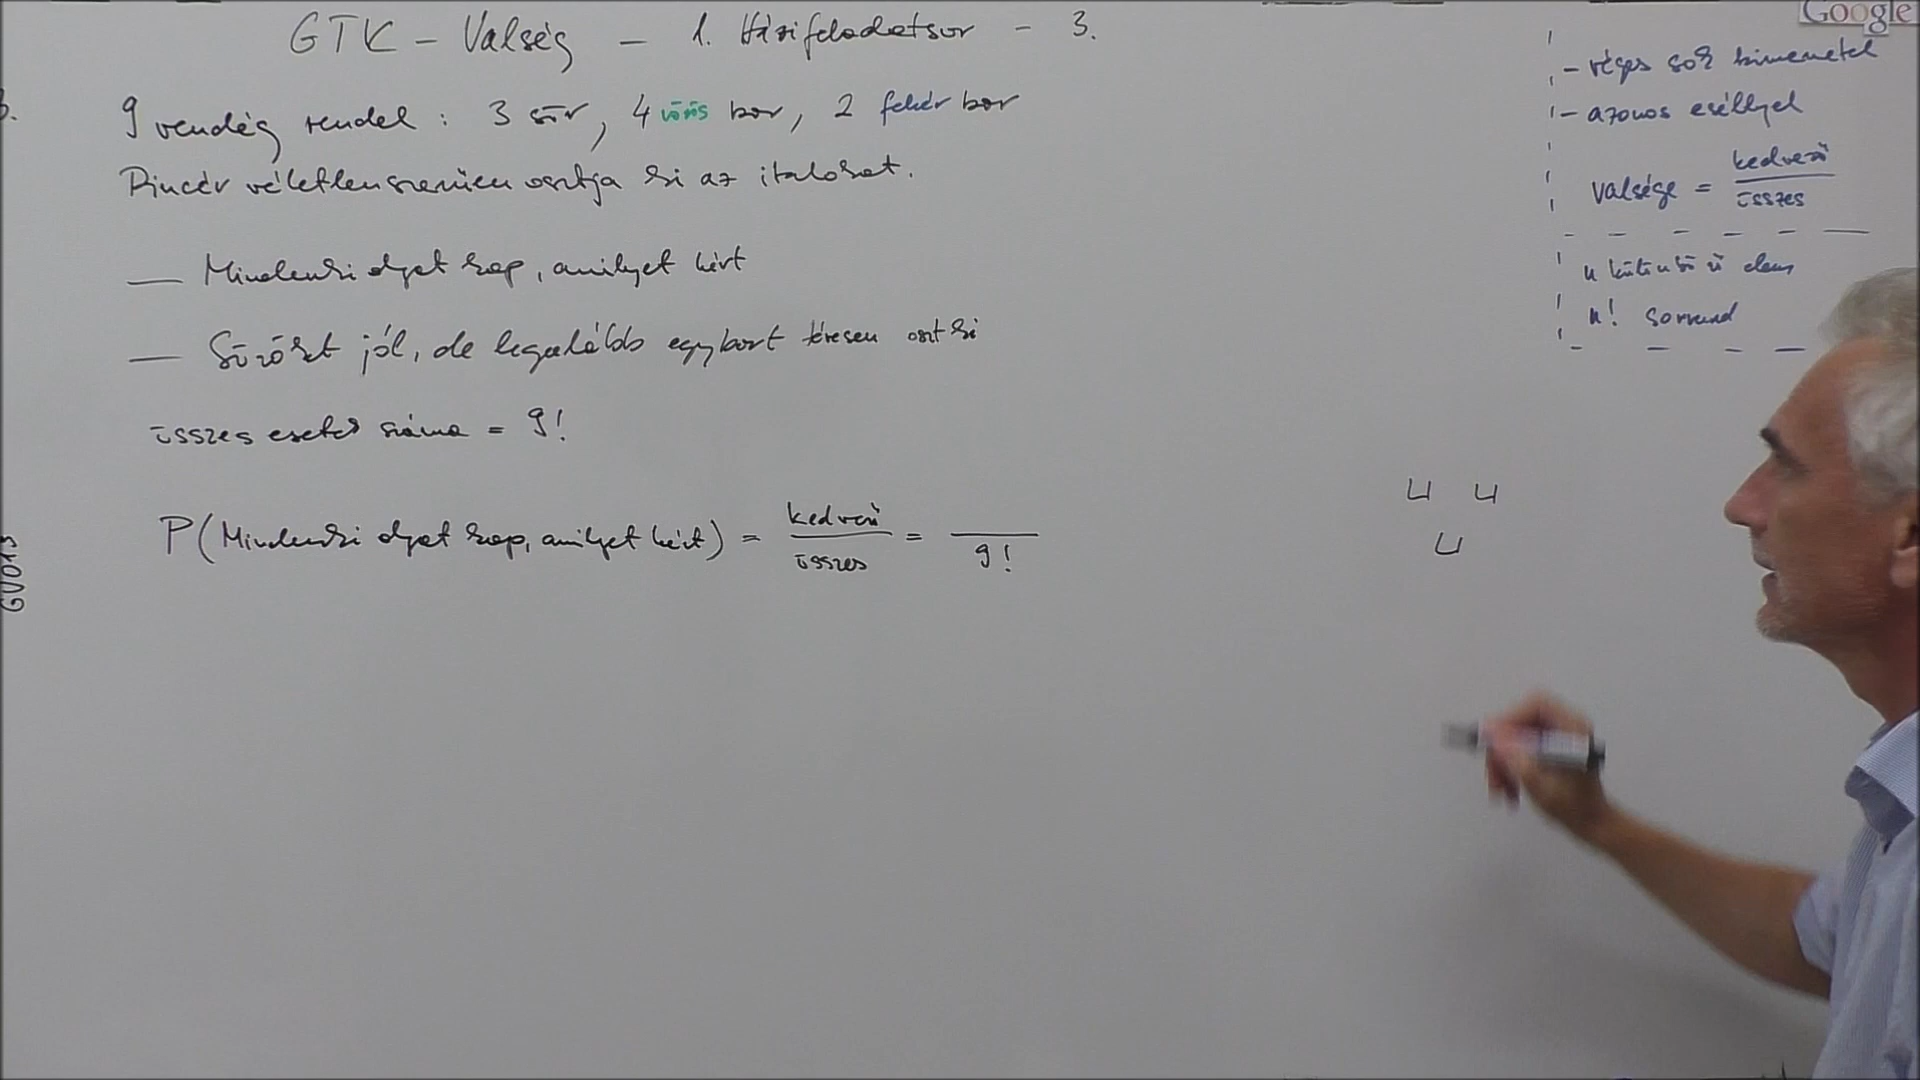 GTK - Valség - 1. Házifeladatsor - 3.
3.
9 vendég rendel : 3 sör, 4 vörös bor, 2 fehér bor
Pincér véletlenszerűen osztja ki az italokat.
— Mindenki olyat kap, amilyet kért
— Söröket jól, de legalább egy bort tévesen oszt ki
összes esetek száma = 9!
P(Mindenki olyat kap, amilyet kért) = kedvező / összes = / 9!
GU013
Google
- véges sok kimenetel
- azonos eséllyel
valsége = kedvező / összes
n különböző elem
n! sorrend